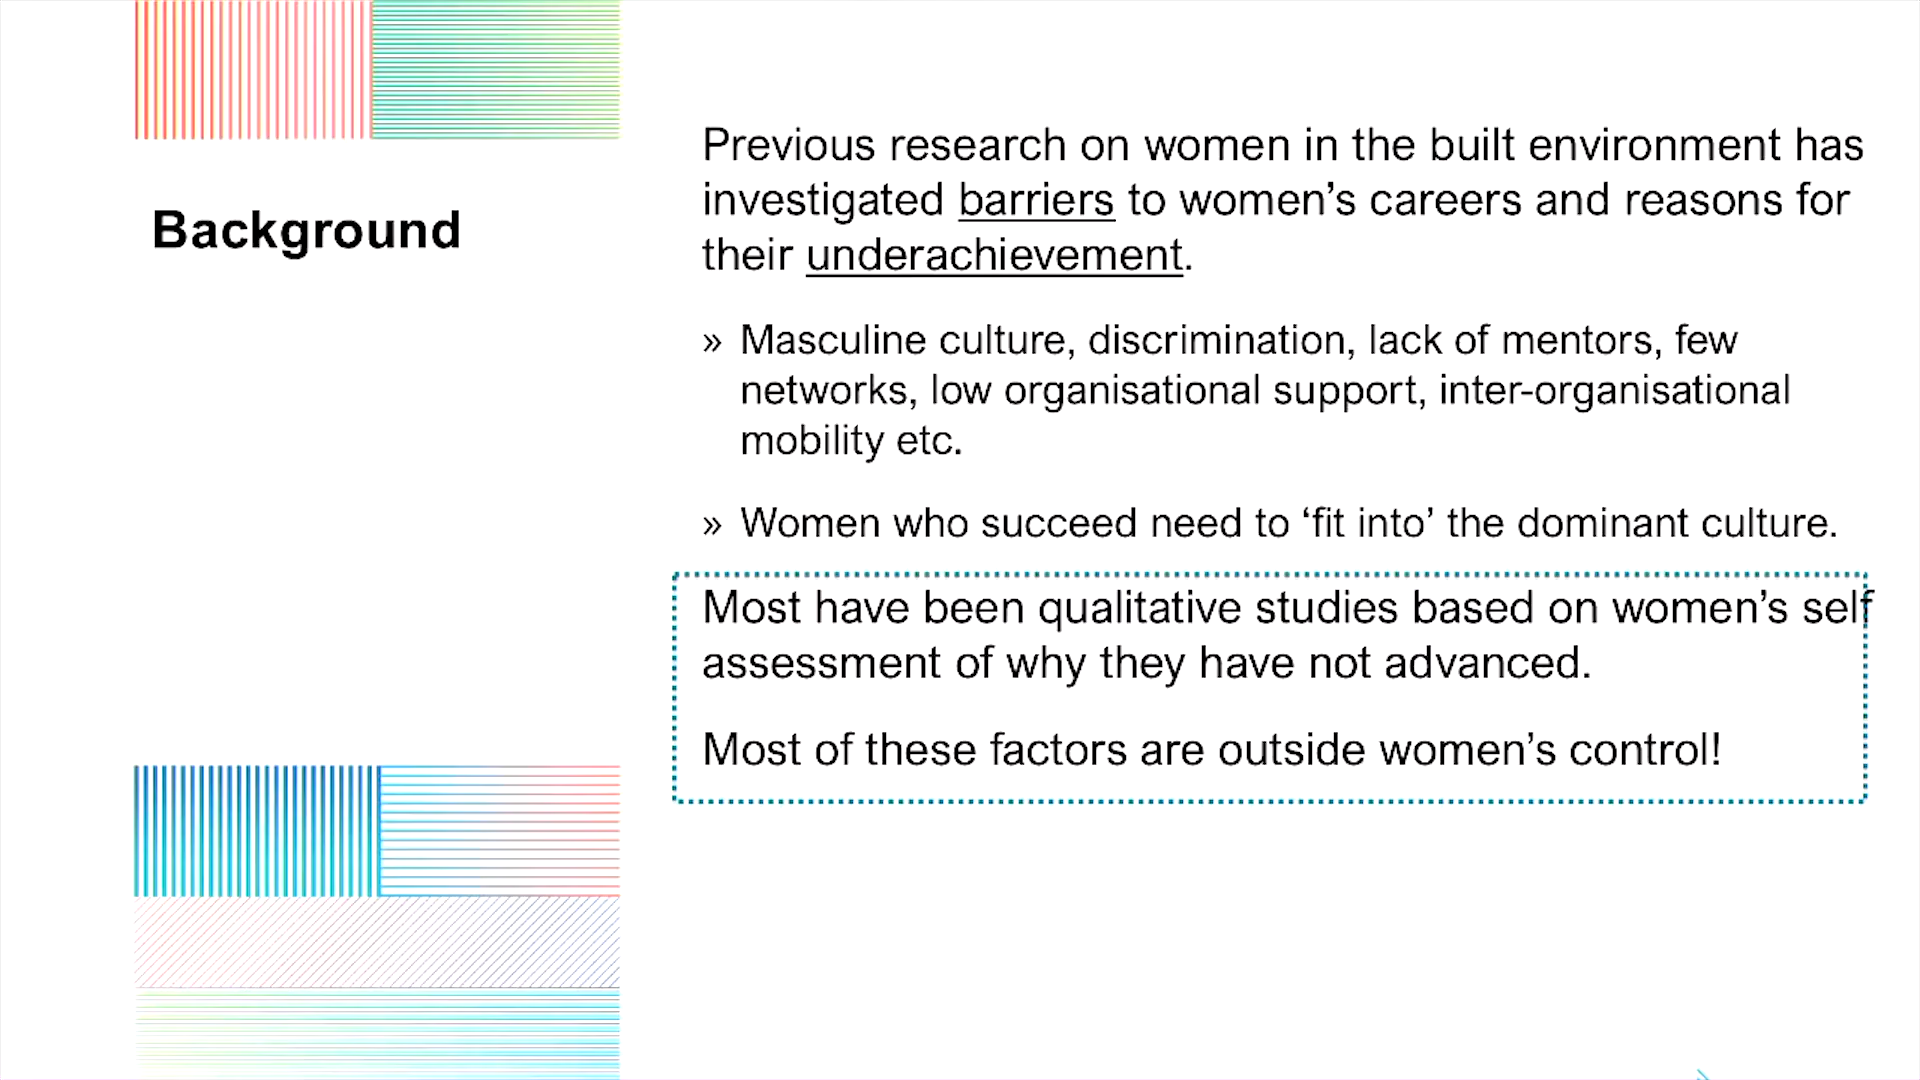 Background
Previous research on women in the built environment has
investigated barriers to women’s careers and reasons for
their underachievement.
» Masculine culture, discrimination, lack of mentors, few
networks, low organisational support, inter-organisational
mobility etc.
» Women who succeed need to ‘fit into’ the dominant culture.
Most have been qualitative studies based on women’s self
assessment of why they have not advanced.
Most of these factors are outside women’s control!